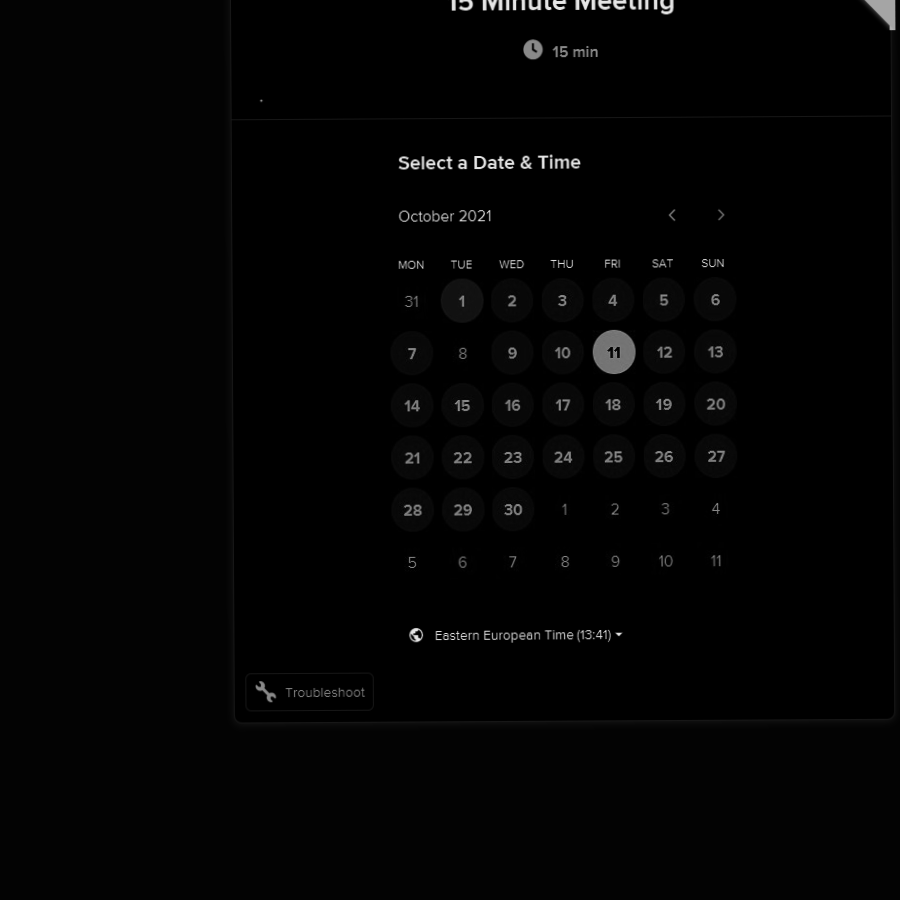 15 Minute Meeting
15 min
.
Select a Date & Time
October 2021
MON TUE WED THU FRI SAT SUN
31 1 2 3 4 5 6
7 8 9 10 11 12 13
14 15 16 17 18 19 20
21 22 23 24 25 26 27
28 29 30 1 2 3 4
5 6 7 8 9 10 11
Eastern European Time (13:41)
Troubleshoot